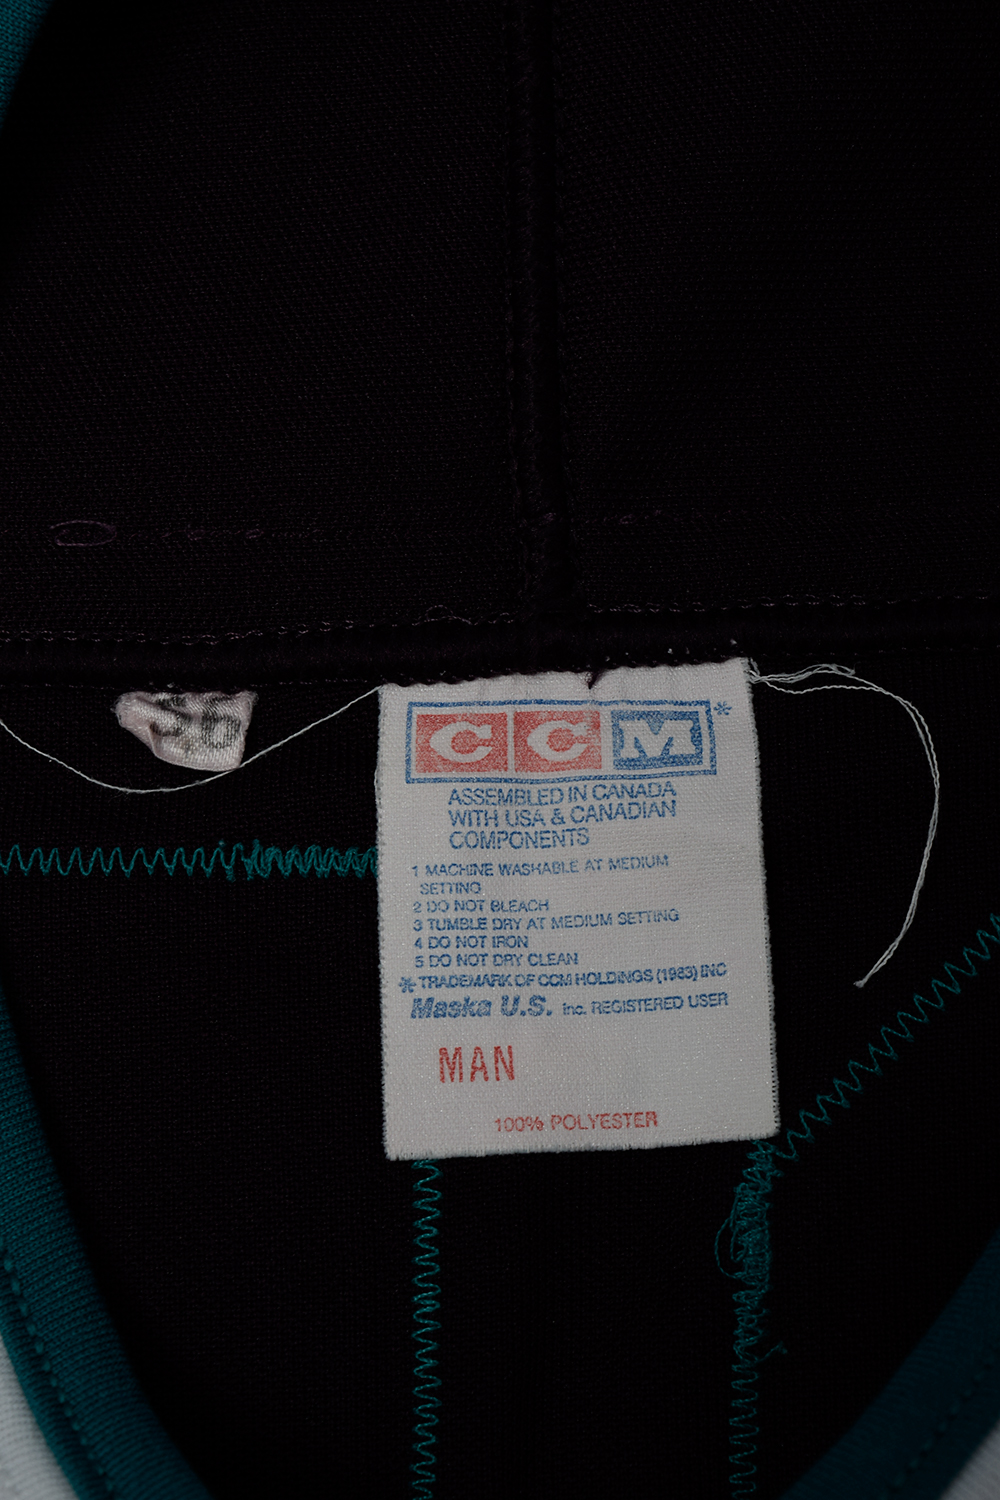 CCM*
ASSEMBLED IN CANADA
WITH USA & CANADIAN
COMPONENTS
1 MACHINE WASHABLE AT MEDIUM
SETTING
2 DO NOT BLEACH
3 TUMBLE DRY AT MEDIUM SETTING
4 DO NOT IRON
5 DO NOT DRY CLEAN
* TRADEMARK OF CCM HOLDINGS (1983) INC
Maska U.S. inc. REGISTERED USER
MAN
100% POLYESTER